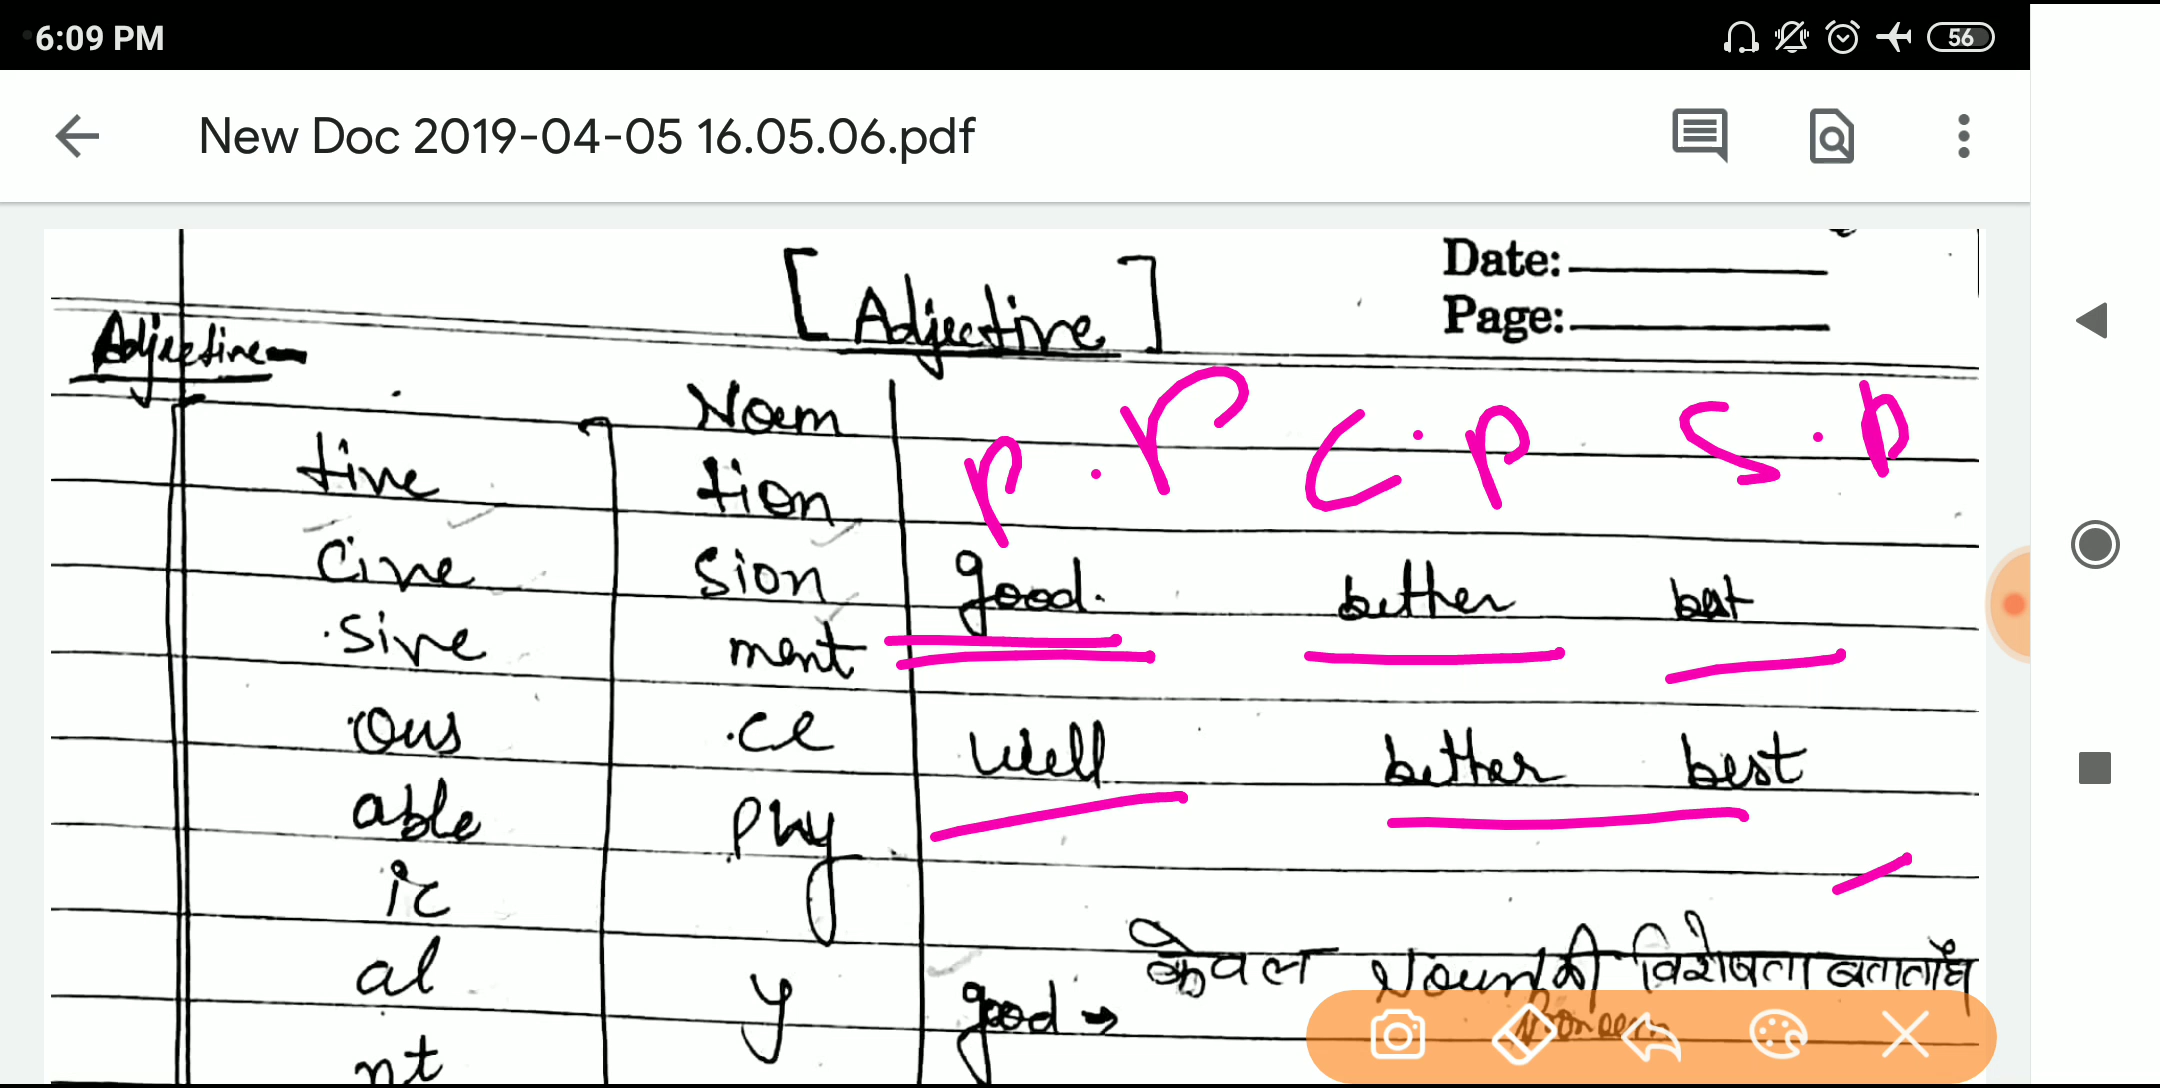 6:09 PM 56
New Doc 2019-04-05 16.05.06.pdf
[Adjective]
Date:
Page:
Adjective
Noun
P.P C.P S.P
tive tion
cive sion good better best
sive ment
ous ce well better best
able phy
ic
al y good → केवल Noun की विशेषता बताता है
nt